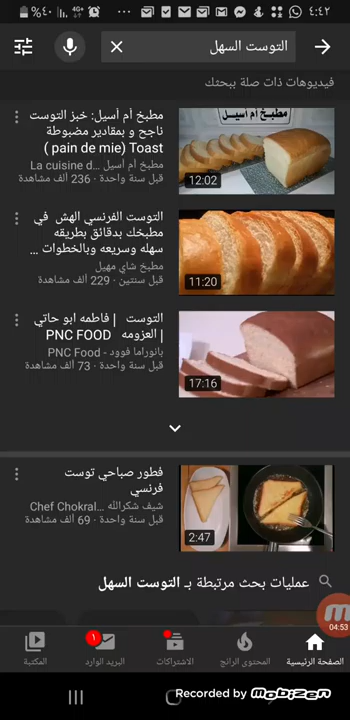 ٤:٤٢
٪٤٠
4G+
التوست السهل
فيديوهات ذات صلة ببحثك
مطبخ أم أسيل
12:02
مطبخ أم أسيل: خبز التوست
ناجح و بمقادير مضبوطة
Toast ( pain de mie)
مطبخ أم أسيل La cuisine d...
قبل سنة واحدة · 236 ألف مشاهدة
11:20
التوست الفرنسي الهش في
مطبخك بدقائق بطريقه
سهله وسريعه وبالخطوات ...
مطبخ شاي مهيل
قبل سنتين · 229 ألف مشاهدة
17:16
التوست | فاطمه ابو حاتي
| العزومه PNC FOOD
بانوراما فوود - PNC Food
قبل سنة واحدة · 73 ألف مشاهدة
2:47
فطور صباحي توست
فرنسي
شيف شكرالله Chef Chokral...
قبل سنة واحدة · 69 ألف مشاهدة
عمليات بحث مرتبطة بـ التوست السهل
04:53
الصفحة الرئيسية
المحتوى الرائج
الاشتراكات
١
البريد الوارد
المكتبة
Recorded by Mobizen